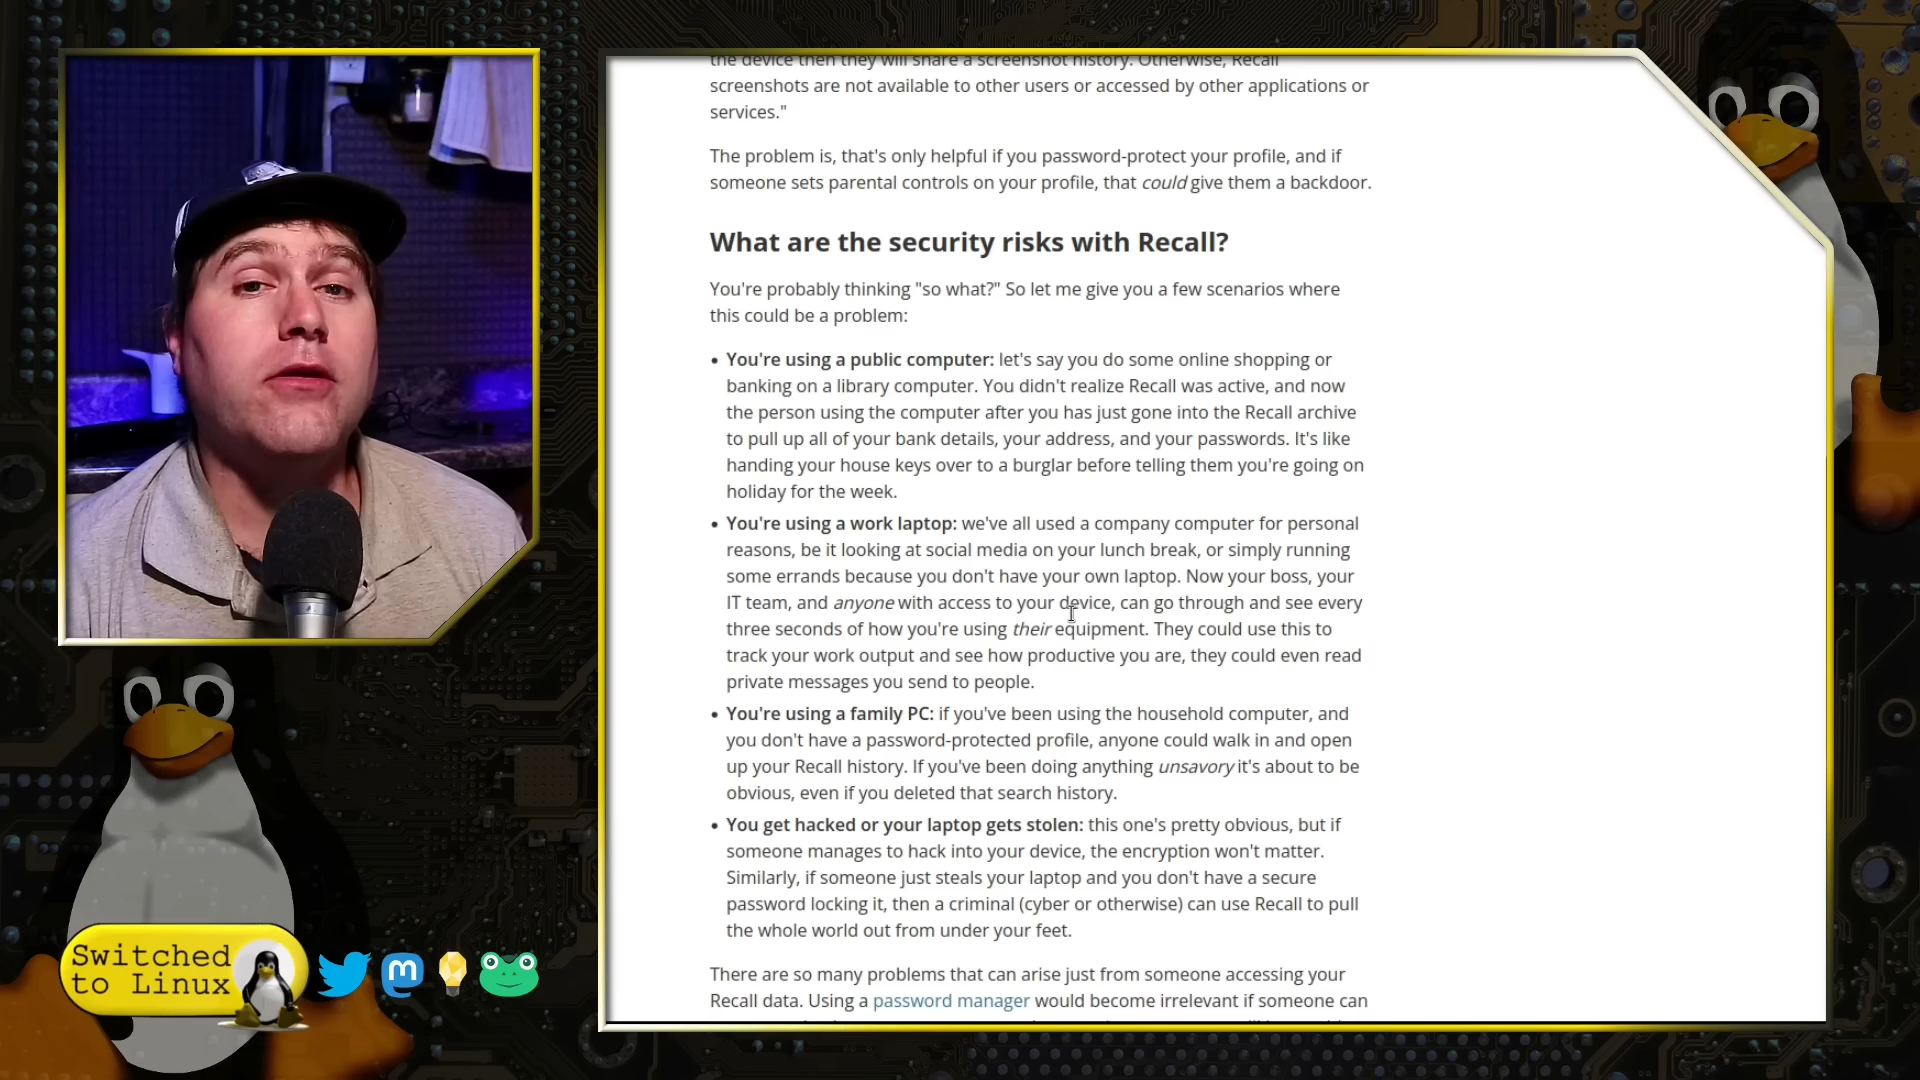 the device then they will share a screenshot history. Otherwise, Recall
screenshots are not available to other users or accessed by other applications or
services."
The problem is, that's only helpful if you password-protect your profile, and if
someone sets parental controls on your profile, that could give them a backdoor.
What are the security risks with Recall?
You're probably thinking "so what?" So let me give you a few scenarios where
this could be a problem:
• You're using a public computer: let's say you do some online shopping or
banking on a library computer. You didn't realize Recall was active, and now
the person using the computer after you has just gone into the Recall archive
to pull up all of your bank details, your address, and your passwords. It's like
handing your house keys over to a burglar before telling them you're going on
holiday for the week.
• You're using a work laptop: we've all used a company computer for personal
reasons, be it looking at social media on your lunch break, or simply running
some errands because you don't have your own laptop. Now your boss, your
IT team, and anyone with access to your device, can go through and see every
three seconds of how you're using their equipment. They could use this to
track your work output and see how productive you are, they could even read
private messages you send to people.
• You're using a family PC: if you've been using the household computer, and
you don't have a password-protected profile, anyone could walk in and open
up your Recall history. If you've been doing anything unsavory it's about to be
obvious, even if you deleted that search history.
• You get hacked or your laptop gets stolen: this one's pretty obvious, but if
someone manages to hack into your device, the encryption won't matter.
Similarly, if someone just steals your laptop and you don't have a secure
password locking it, then a criminal (cyber or otherwise) can use Recall to pull
the whole world out from under your feet.
There are so many problems that can arise just from someone accessing your
Recall data. Using a password manager would become irrelevant if someone can
Switched
to Linux
m